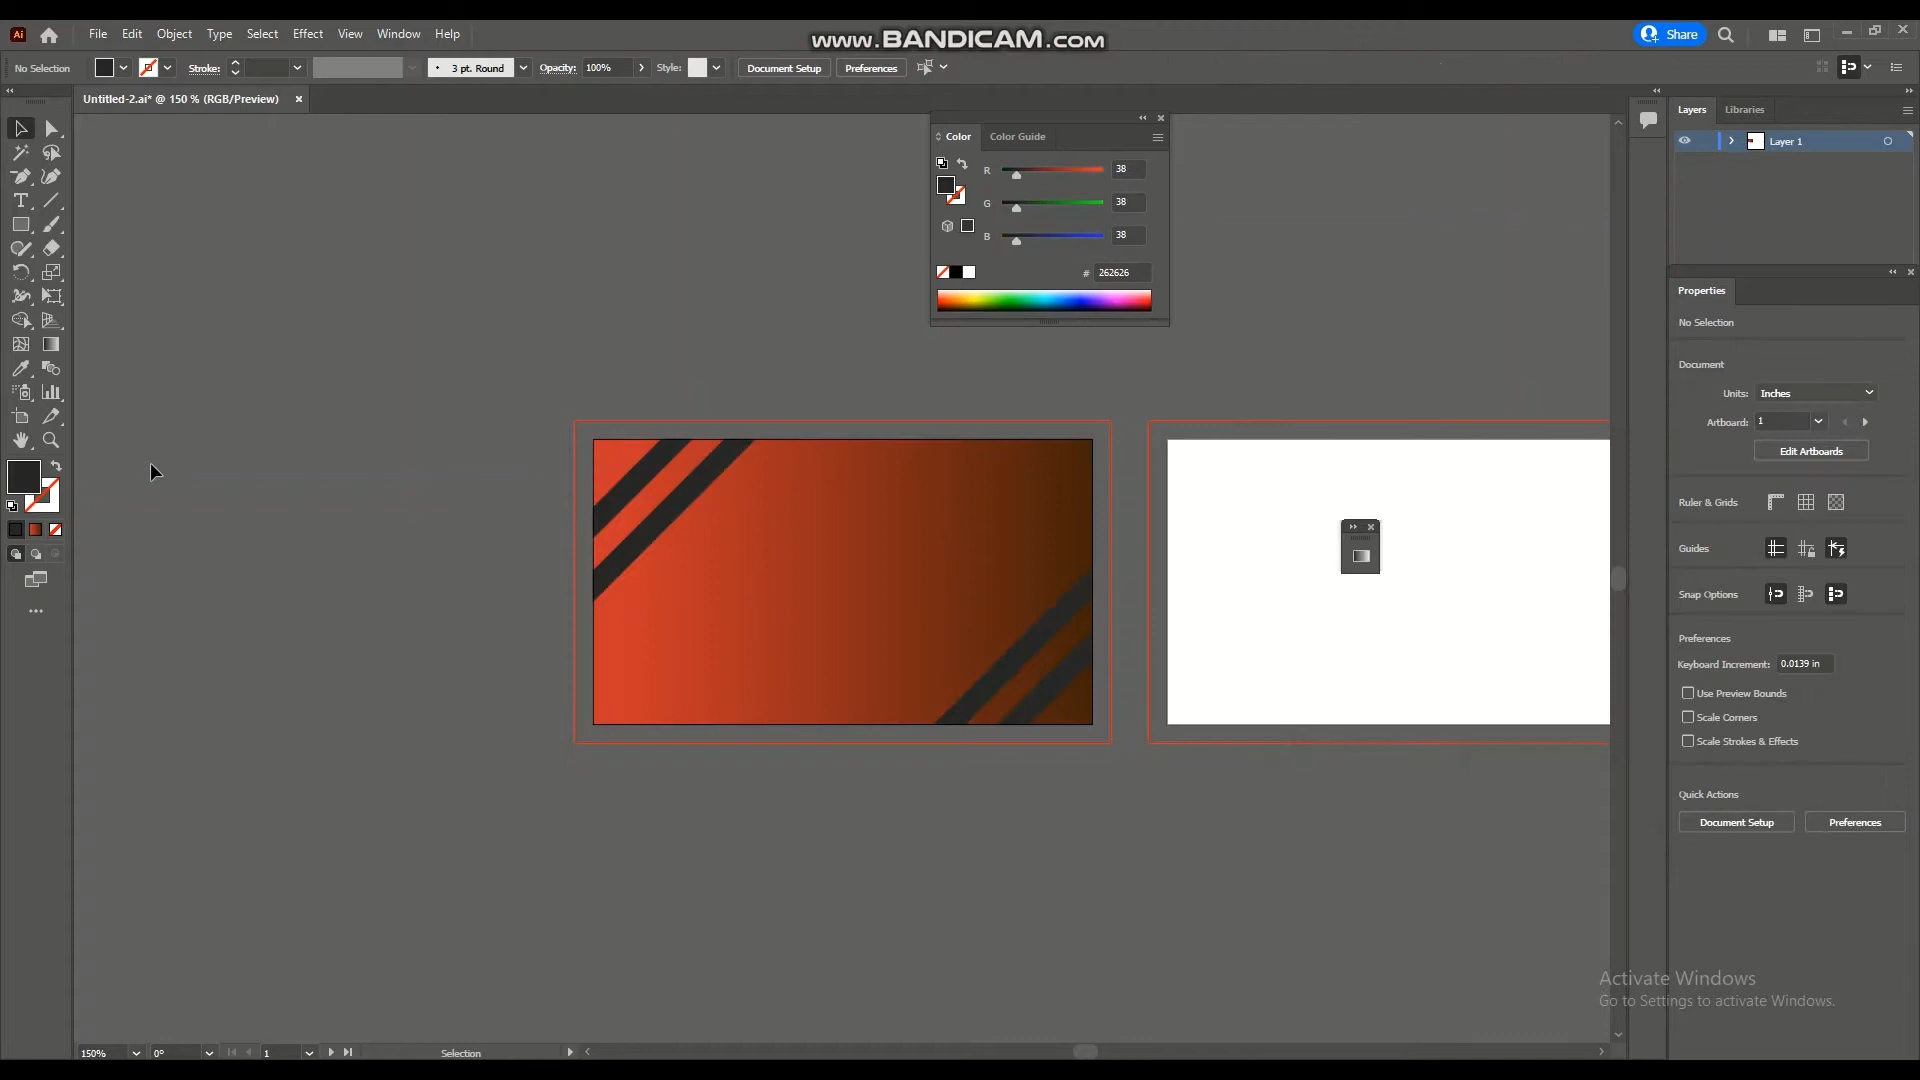 www.BANDICAM.com
Ai File Edit Object Type Select Effect View Window Help
Share
No Selection Stroke: 3 pt. Round Opacity: 100% Style: Document Setup Preferences
Untitled-2.ai* @ 150 % (RGB/Preview)
Color Color Guide
R 38
G 38
B 38
# 262626
Layers Libraries
Layer 1
Properties
No Selection
Document
Units: Inches
Artboard: 1
Edit Artboards
Ruler & Grids
Guides
Snap Options
Preferences
Keyboard Increment: 0.0139 in
Use Preview Bounds
Scale Corners
Scale Strokes & Effects
Quick Actions
Document Setup Preferences
Activate Windows
Go to Settings to activate Windows.
150% 0° 1 Selection